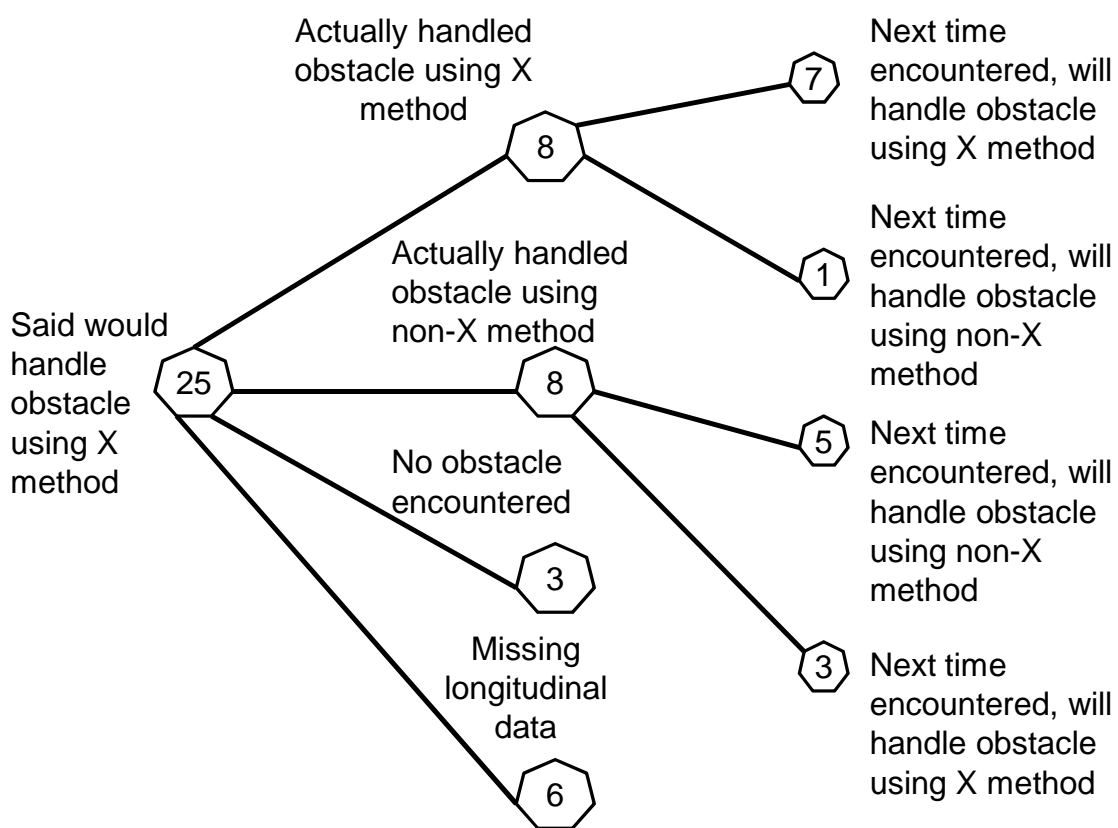 Said would
handle
obstacle
using X
method
25
Actually handled
obstacle using X
method
8
Actually handled
obstacle using
non-X method
8
No obstacle
encountered
3
Missing
longitudinal
data
6
7
Next time
encountered, will
handle obstacle
using X method
1
Next time
encountered, will
handle obstacle
using non-X
method
5
Next time
encountered, will
handle obstacle
using non-X
method
3
Next time
encountered, will
handle obstacle
using X method